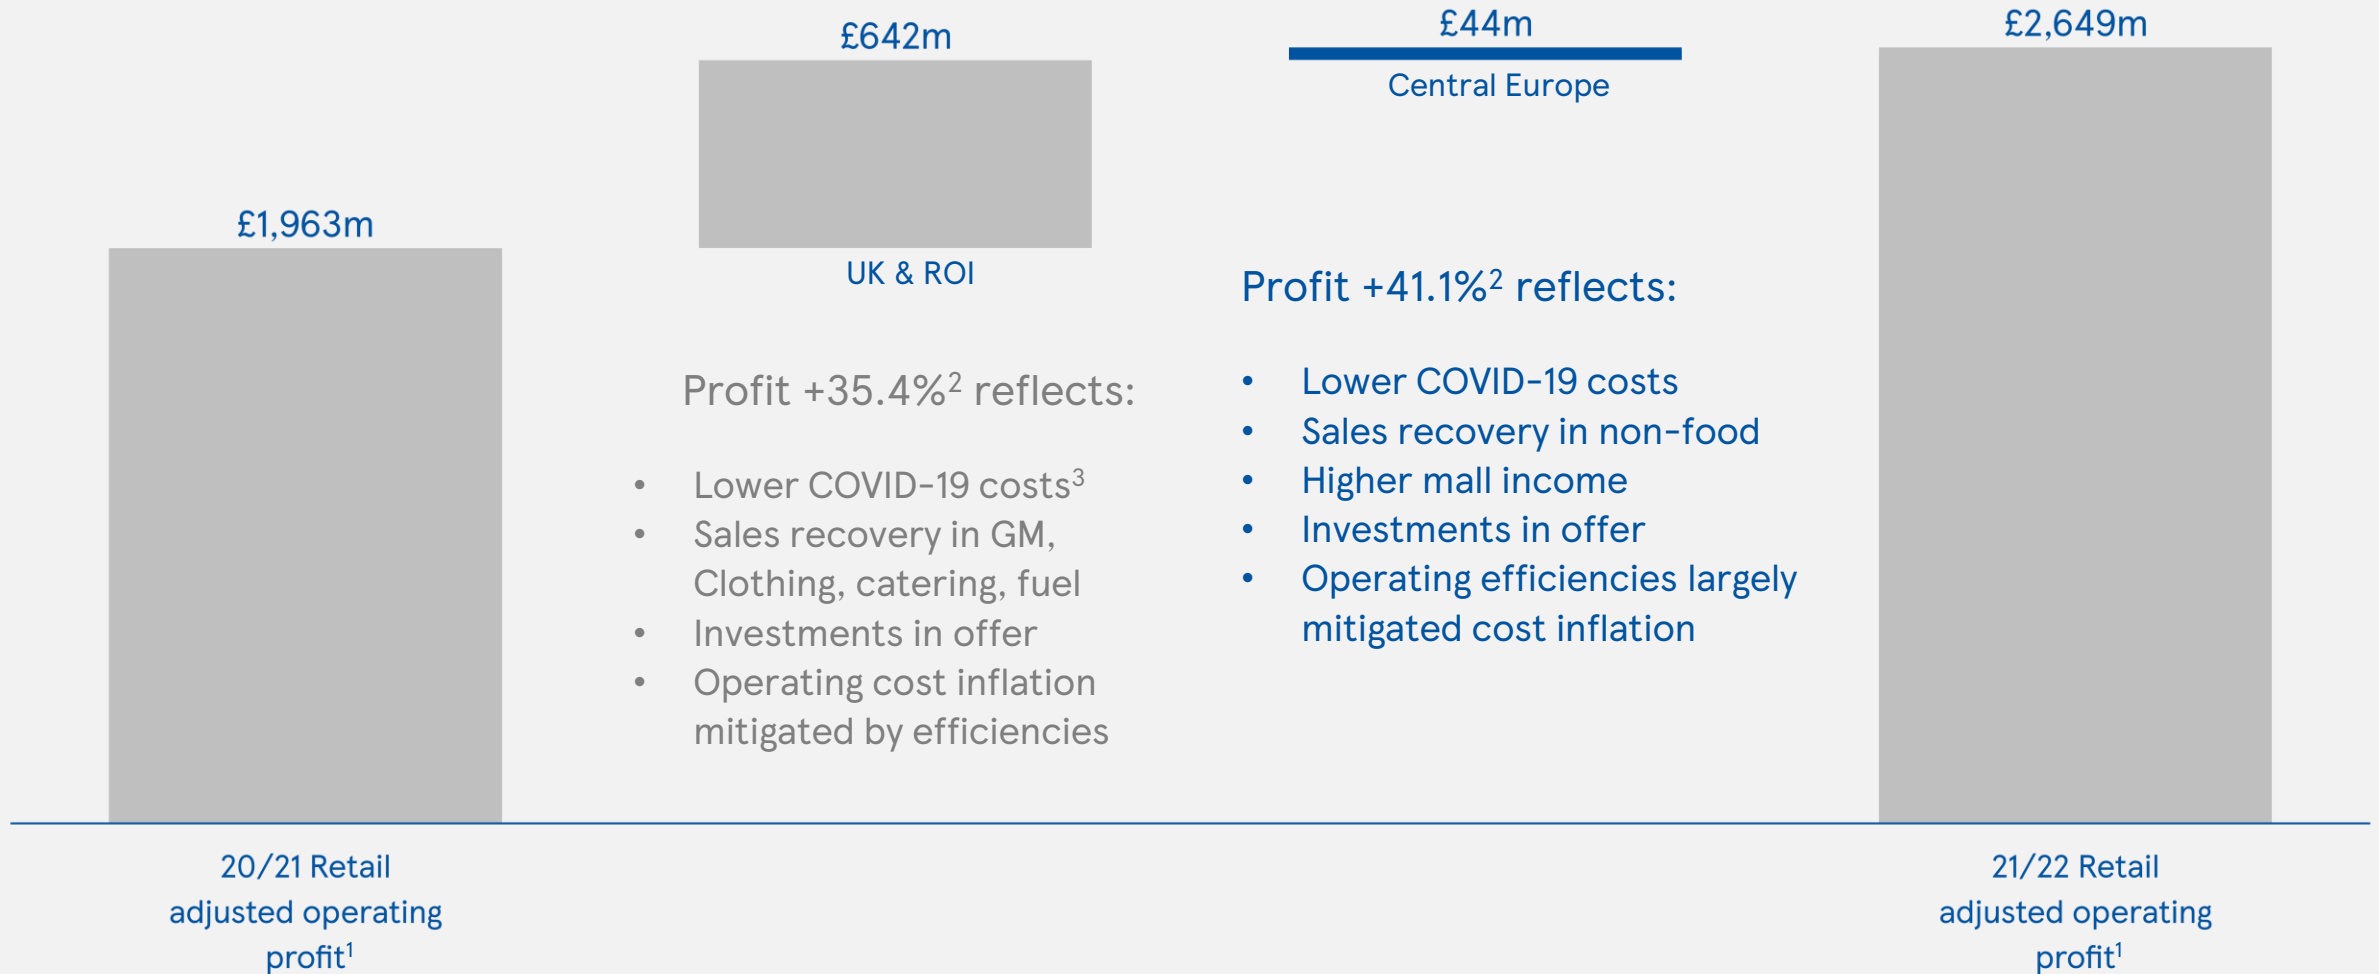 £1,963m
20/21 Retail
adjusted operating
profit¹
£642m
UK & ROI
Profit +35.4%² reflects:
• Lower COVID-19 costs³
• Sales recovery in GM,
Clothing, catering, fuel
• Investments in offer
• Operating cost inflation
mitigated by efficiencies
£44m
Central Europe
Profit +41.1%² reflects:
• Lower COVID-19 costs
• Sales recovery in non-food
• Higher mall income
• Investments in offer
• Operating efficiencies largely
mitigated cost inflation
£2,649m
21/22 Retail
adjusted operating
profit¹